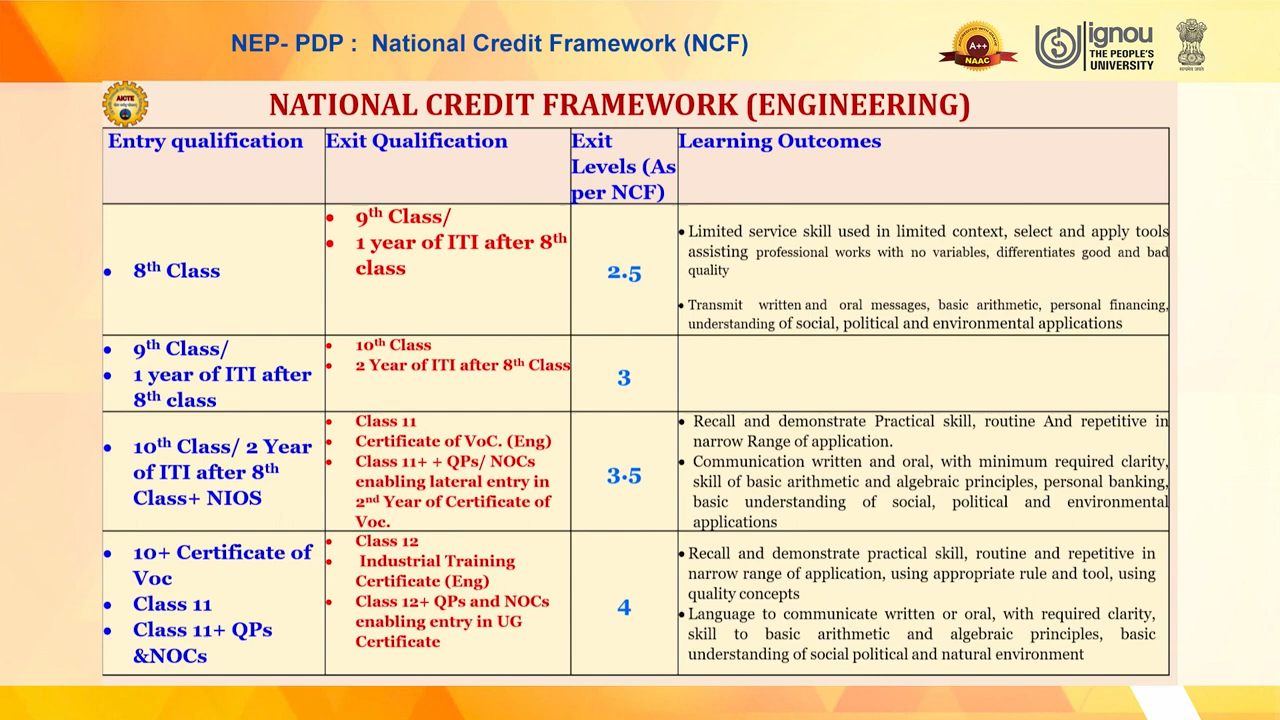 NEP- PDP : National Credit Framework (NCF)
A++
NAAC
ignou
THE PEOPLE'S
UNIVERSITY
सत्यमेव जयते
AICTE
NATIONAL CREDIT FRAMEWORK (ENGINEERING)
Entry qualification
Exit Qualification
Exit
Levels (As
per NCF)
Learning Outcomes
• 8th Class
• 9th Class/
• 1 year of ITI after 8th
class
2.5
• Limited service skill used in limited context, select and apply tools
assisting professional works with no variables, differentiates good and bad
quality
• Transmit written and oral messages, basic arithmetic, personal financing,
understanding of social, political and environmental applications
• 9th Class/
• 1 year of ITI after
8th class
• 10th Class
• 2 Year of ITI after 8th Class
3
• 10th Class/ 2 Year
of ITI after 8th
Class+ NIOS
• Class 11
• Certificate of VoC. (Eng)
• Class 11+ + QPs/ NOCs
enabling lateral entry in
2nd Year of Certificate of
Voc.
3.5
• Recall and demonstrate Practical skill, routine And repetitive in
narrow Range of application.
• Communication written and oral, with minimum required clarity,
skill of basic arithmetic and algebraic principles, personal banking,
basic understanding of social, political and environmental
applications
• 10+ Certificate of
Voc
• Class 11
• Class 11+ QPs
&NOCs
• Class 12
• Industrial Training
Certificate (Eng)
• Class 12+ QPs and NOCs
enabling entry in UG
Certificate
4
• Recall and demonstrate practical skill, routine and repetitive in
narrow range of application, using appropriate rule and tool, using
quality concepts
• Language to communicate written or oral, with required clarity,
skill to basic arithmetic and algebraic principles, basic
understanding of social political and natural environment